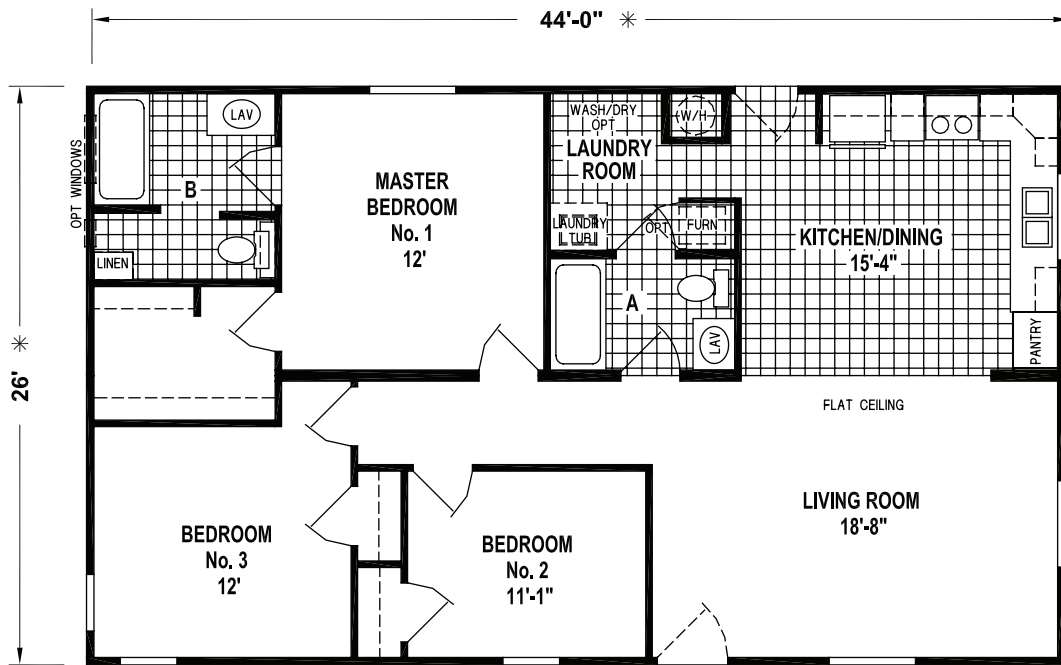 44'-0" ✳
26' ✳
OPT WINDOWS
LAV
B
LINEN
MASTER
BEDROOM
No. 1
12'
WASH/DRY
OPT
W/H
LAUNDRY
ROOM
LAUNDRY
TUB
OPT
FURN
A
LAV
KITCHEN/DINING
15'-4"
PANTRY
FLAT CEILING
LIVING ROOM
18'-8"
BEDROOM
No. 3
12'
BEDROOM
No. 2
11'-1"